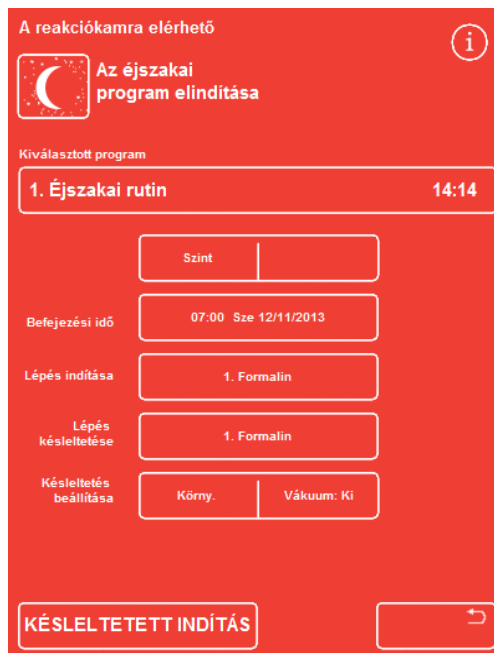 A reakciókamra elérhető
Az éjszakai
program elindítása
Kiválasztott program
1. Éjszakai rutin 14:14
Szint
Befejezési idő 07:00 Sze 12/11/2013
Lépés indítása 1. Formalin
Lépés
késleltetése 1. Formalin
Késleltetés
beállítása Körny. Vákuum: Ki
KÉSLELTETETT INDÍTÁS